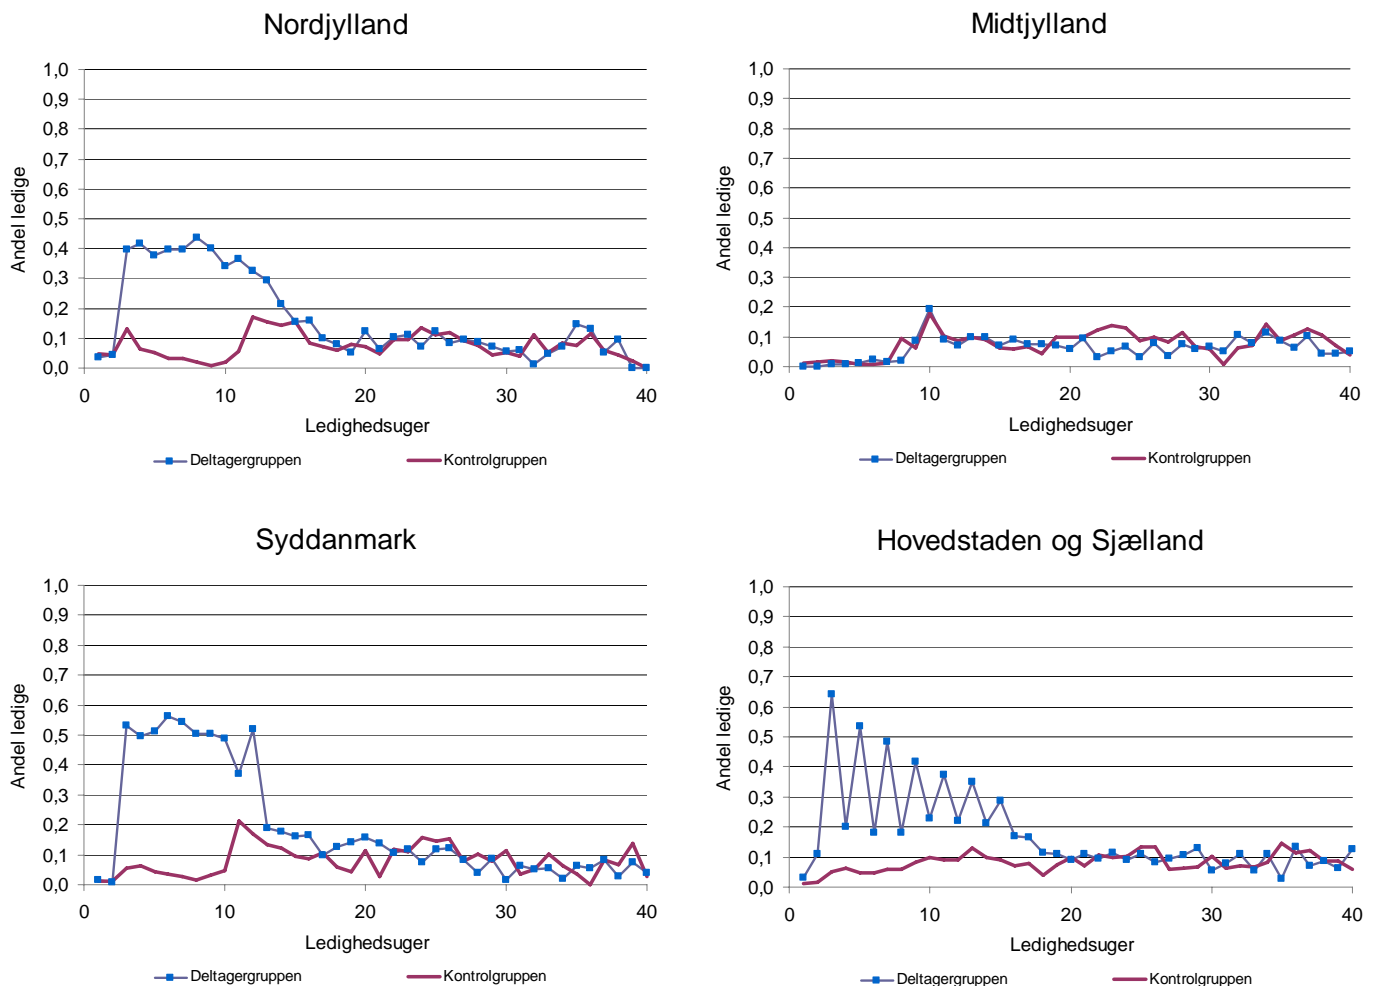 Nordjylland
1,0
0,9
0,8
0,7
0,6
0,5
0,4
0,3
0,2
0,1
0,0
Andel ledige
0 10 20 30 40
Ledighedsuger
Deltagergruppen Kontrolgruppen
Midtjylland
1,0
0,9
0,8
0,7
0,6
0,5
0,4
0,3
0,2
0,1
0,0
Andel ledige
0 10 20 30 40
Ledighedsuger
Deltagergruppen Kontrolgruppen
Syddanmark
1,0
0,9
0,8
0,7
0,6
0,5
0,4
0,3
0,2
0,1
0,0
Andel ledige
0 10 20 30 40
Ledighedsuger
Deltagergruppen Kontrolgruppen
Hovedstaden og Sjælland
1,0
0,9
0,8
0,7
0,6
0,5
0,4
0,3
0,2
0,1
0,0
Andel ledige
0 10 20 30 40
Ledighedsuger
Deltagergruppen Kontrolgruppen